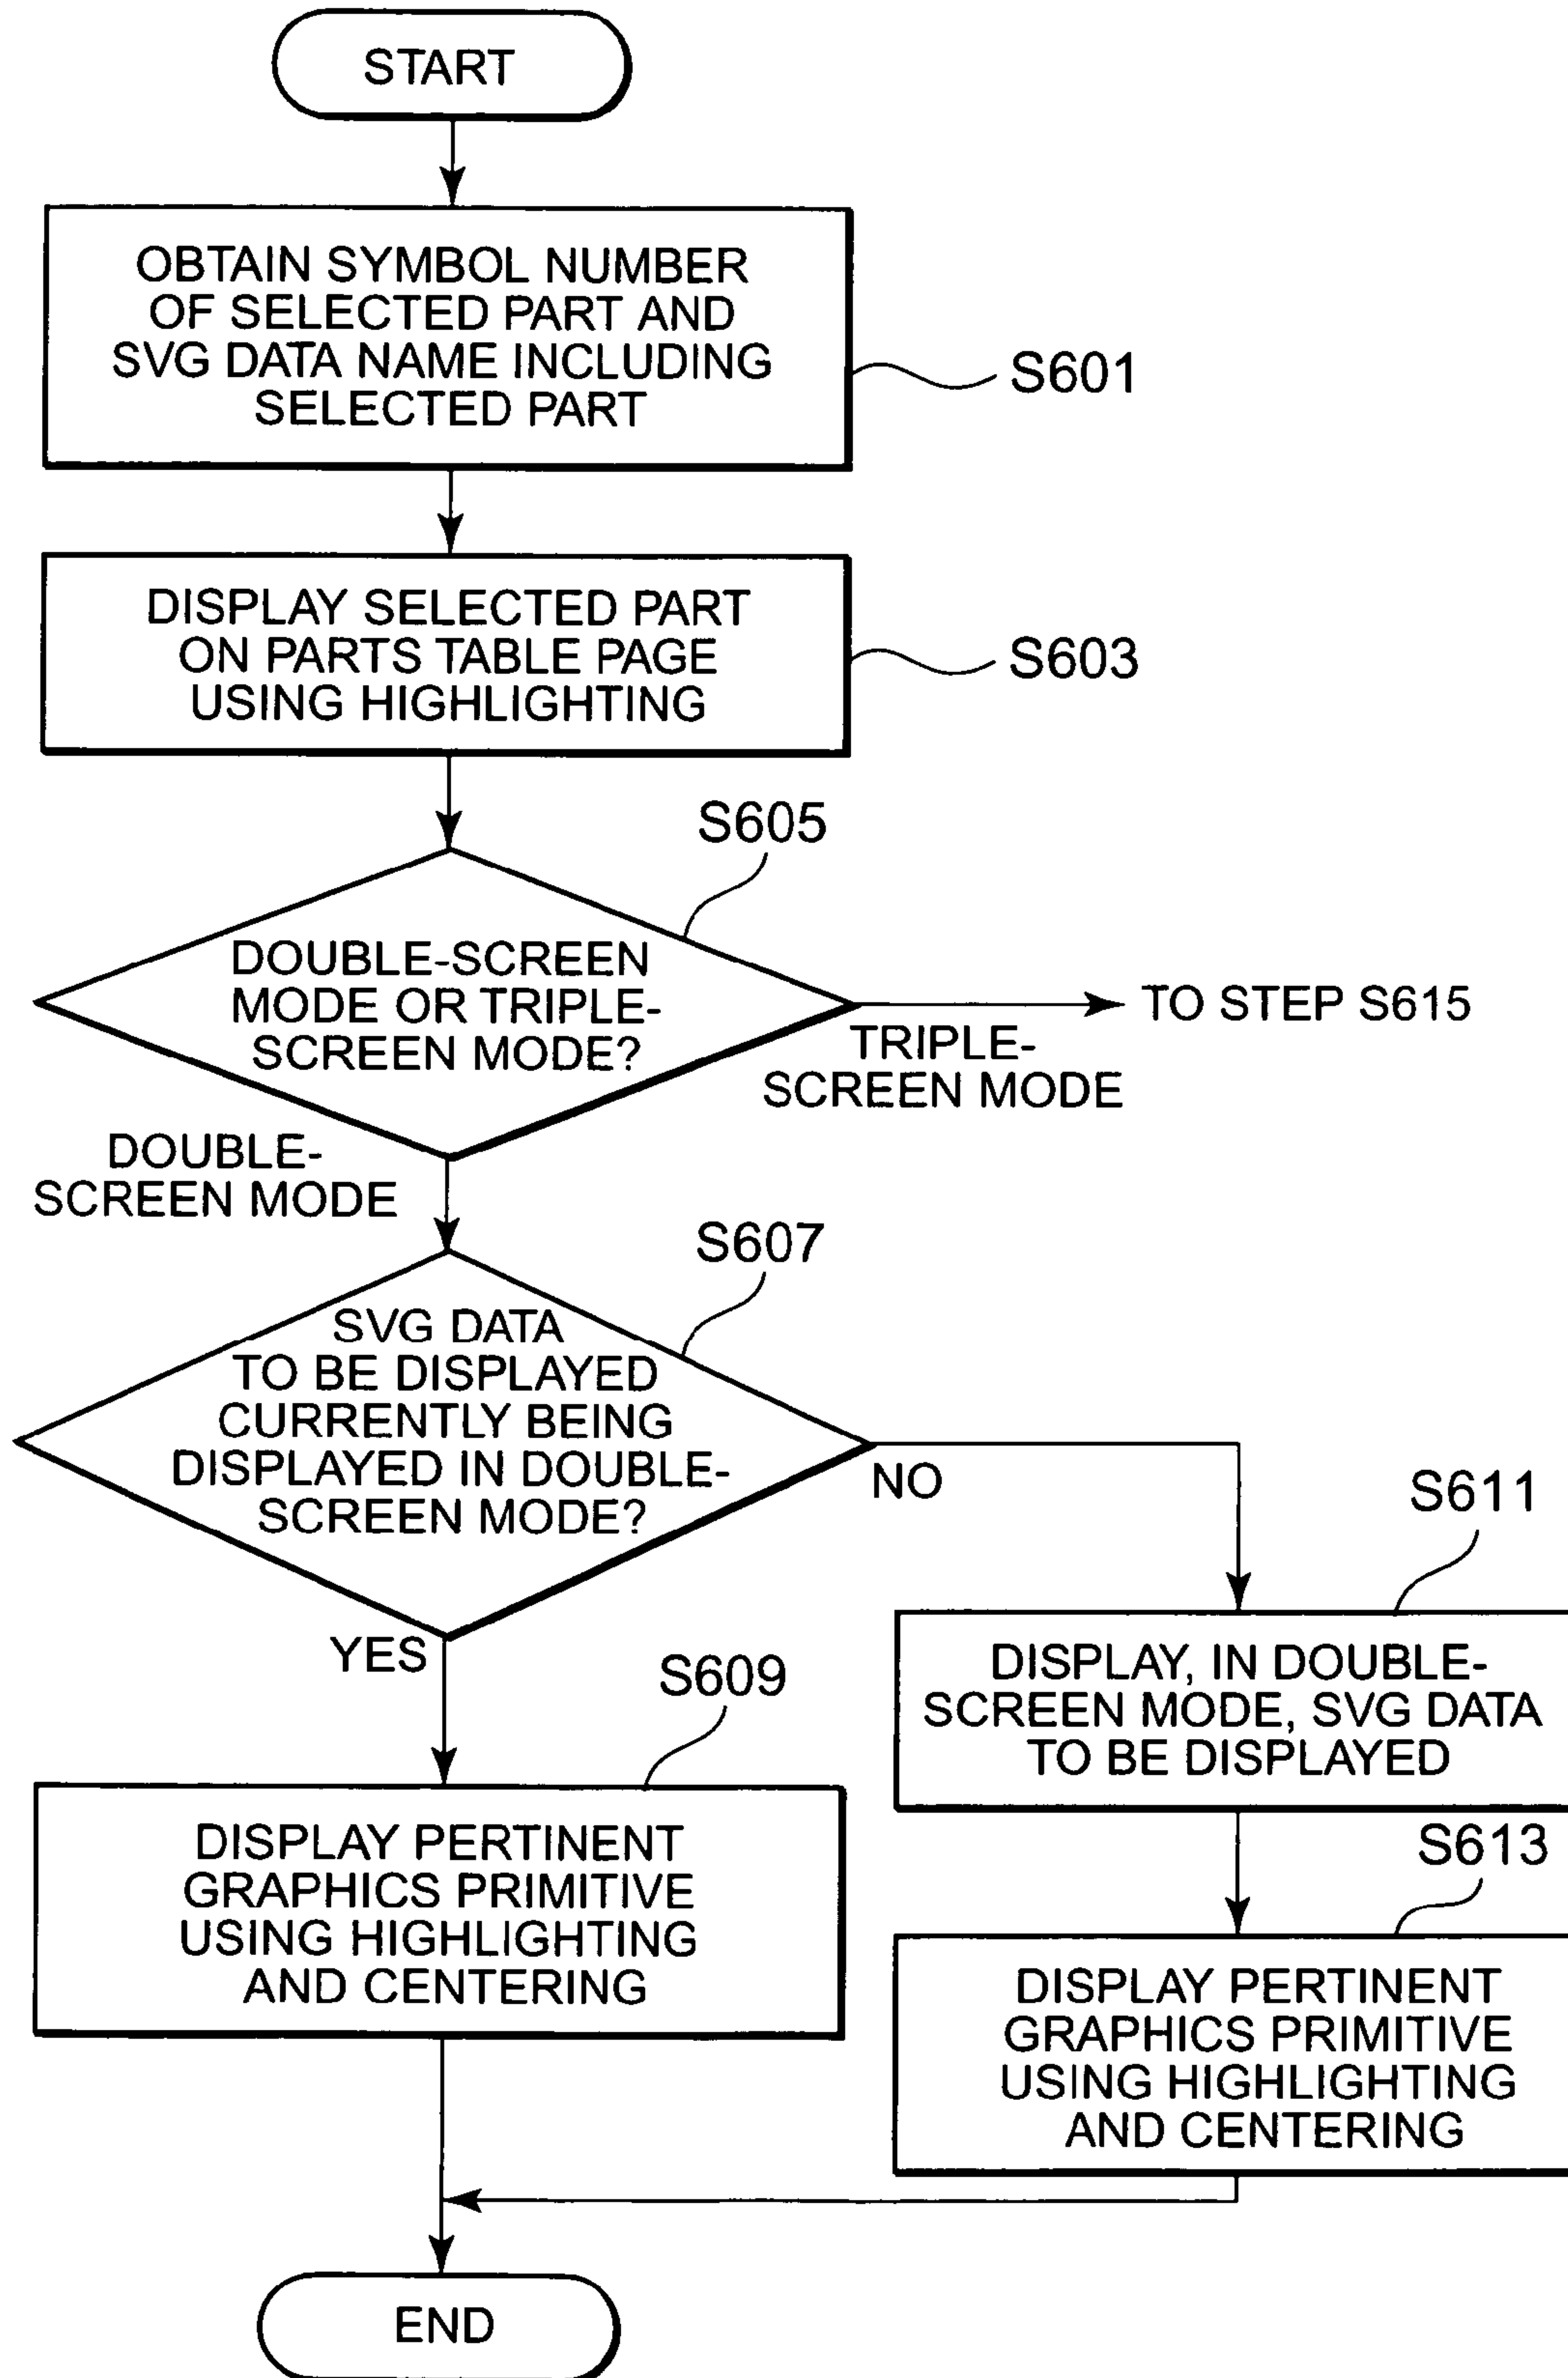 START
OBTAIN SYMBOL NUMBER
OF SELECTED PART AND
SVG DATA NAME INCLUDING
SELECTED PART
S601
DISPLAY SELECTED PART
ON PARTS TABLE PAGE
USING HIGHLIGHTING
S603
S605
DOUBLE-SCREEN
MODE OR TRIPLE-
SCREEN MODE?
TO STEP S615
TRIPLE-
SCREEN MODE
DOUBLE-
SCREEN MODE
S607
SVG DATA
TO BE DISPLAYED
CURRENTLY BEING
DISPLAYED IN DOUBLE-
SCREEN MODE?
NO
YES
S609
DISPLAY PERTINENT
GRAPHICS PRIMITIVE
USING HIGHLIGHTING
AND CENTERING
S611
DISPLAY, IN DOUBLE-
SCREEN MODE, SVG DATA
TO BE DISPLAYED
S613
DISPLAY PERTINENT
GRAPHICS PRIMITIVE
USING HIGHLIGHTING
AND CENTERING
END